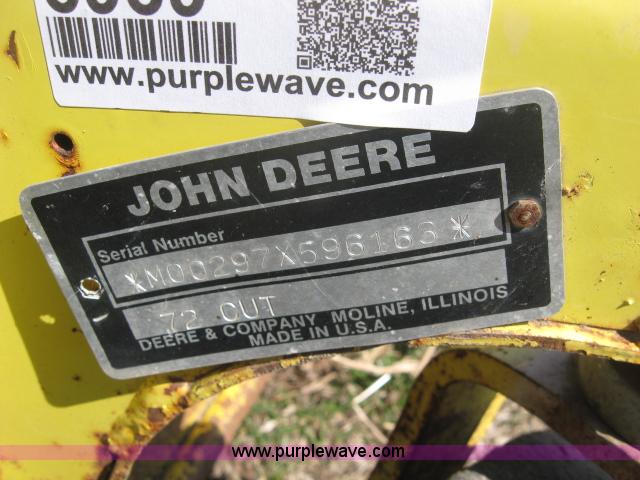 www.purplewave.com
JOHN DEERE
Serial Number
*M00297X596163*
72 CUT
DEERE & COMPANY MOLINE, ILLINOIS
MADE IN U.S.A.
www.purplewave.com